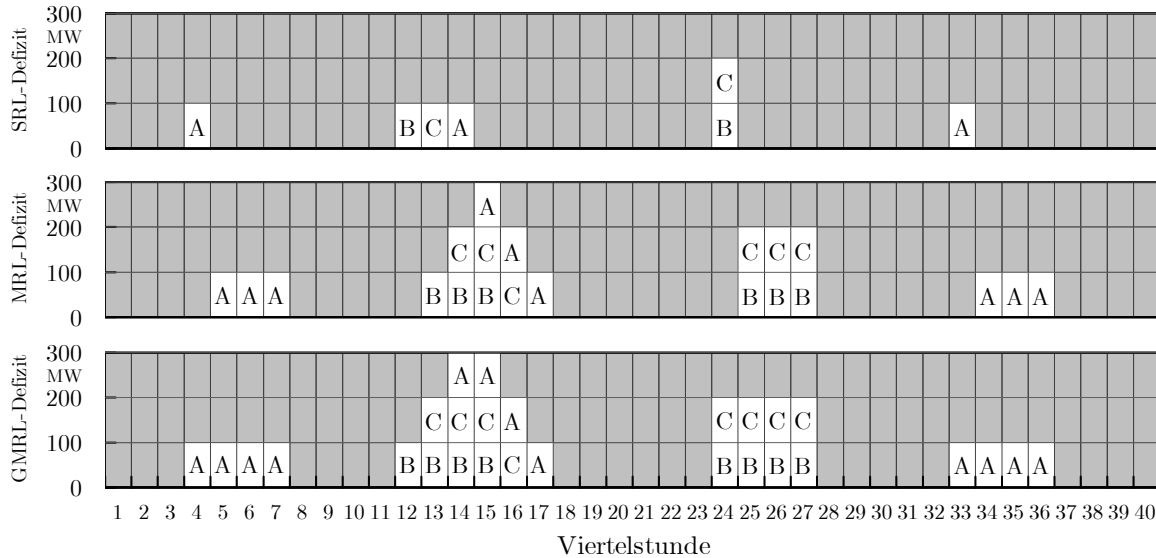 SRL-Defizit
300
MW
200
C
100
A B C A B A
0
MRL-Defizit
300
MW
A
200
C C A C C C
100
A A A B B B C A B B B A A A
0
GMRL-Defizit
300
MW
A A
200
C C C A C C C C
100
A A A A B B B B C A B B B B A A A A
0
1 2 3 4 5 6 7 8 9 10 11 12 13 14 15 16 17 18 19 20 21 22 23 24 25 26 27 28 29 30 31 32 33 34 35 36 37 38 39 40
Viertelstunde